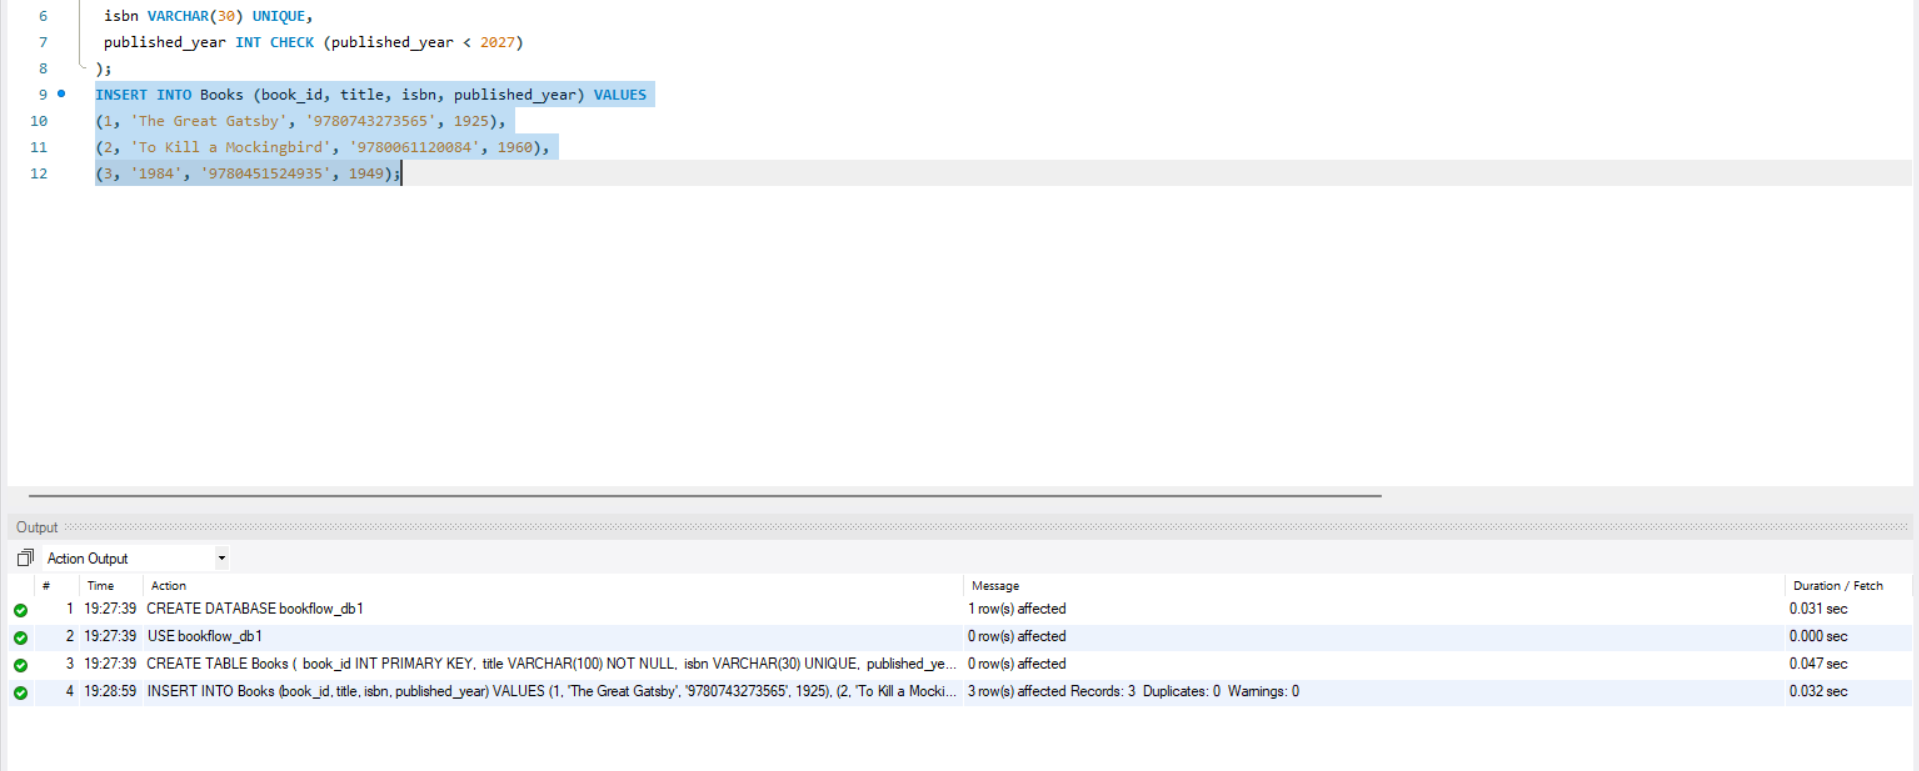 6 isbn VARCHAR(30) UNIQUE,
7 published_year INT CHECK (published_year < 2027)
8 );
9 INSERT INTO Books (book_id, title, isbn, published_year) VALUES
10 (1, 'The Great Gatsby', '9780743273565', 1925),
11 (2, 'To Kill a Mockingbird', '9780061120084', 1960),
12 (3, '1984', '9780451524935', 1949);
Output
Action Output
# Time Action Message Duration / Fetch
1 19:27:39 CREATE DATABASE bookflow_db1 1 row(s) affected 0.031 sec
2 19:27:39 USE bookflow_db1 0 row(s) affected 0.000 sec
3 19:27:39 CREATE TABLE Books ( book_id INT PRIMARY KEY, title VARCHAR(100) NOT NULL, isbn VARCHAR(30) UNIQUE, published_ye... 0 row(s) affected 0.047 sec
4 19:28:59 INSERT INTO Books (book_id, title, isbn, published_year) VALUES (1, 'The Great Gatsby', '9780743273565', 1925), (2, 'To Kill a Mocki... 3 row(s) affected Records: 3 Duplicates: 0 Warnings: 0 0.032 sec